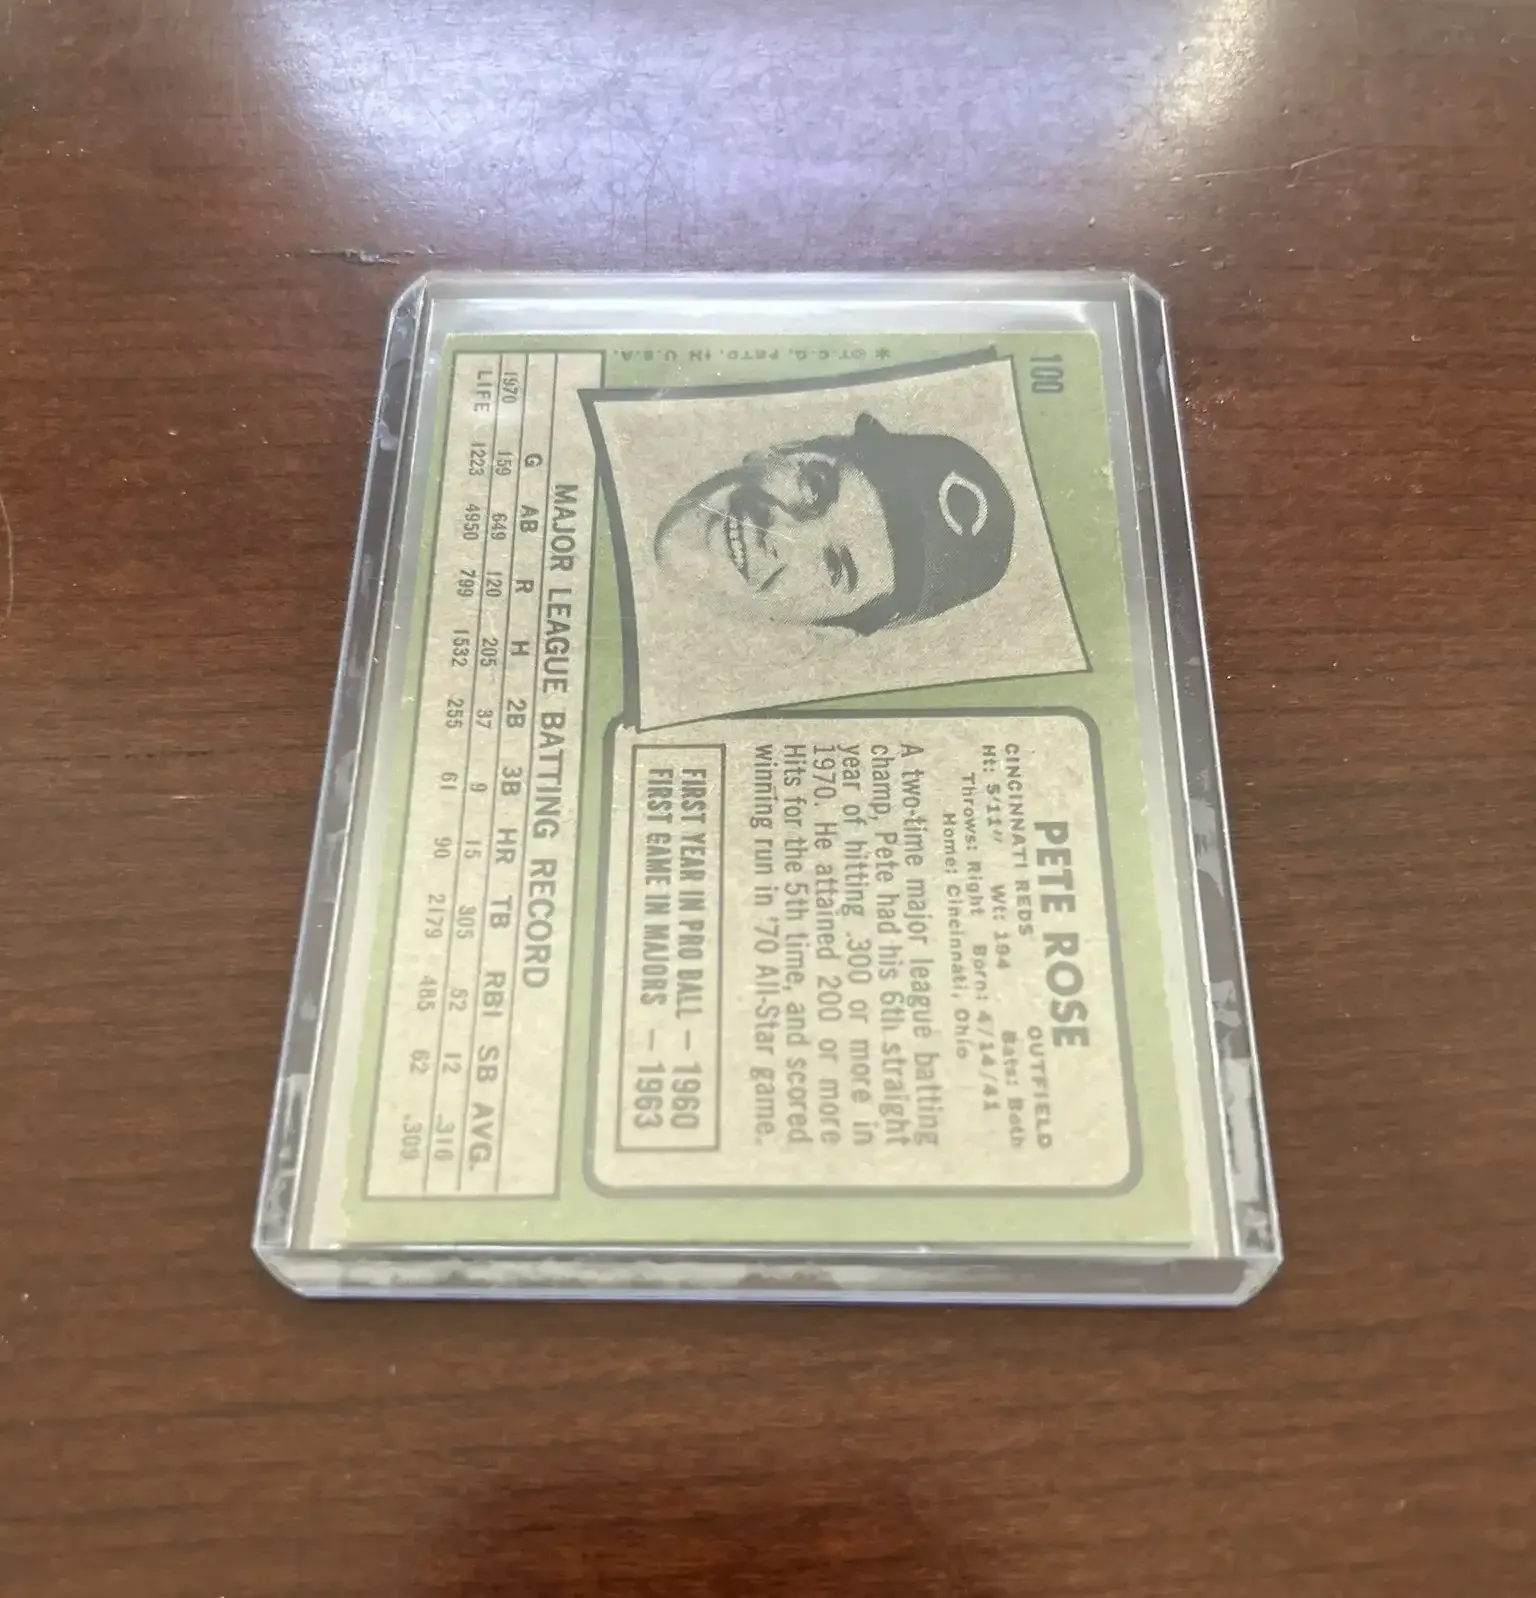 100
* ©T.C.G. PRTD. IN U.S.A.
C
PETE ROSE OUTFIELD
CINCINNATI REDS
Ht: 5/11" Wt: 194 Bats: Both
Throws: Right Born: 4/14/41
Home: Cincinnati, Ohio
A two-time major league batting
champ, Pete had his 6th straight
year of hitting .300 or more in
1970. He attained 200 or more
Hits for the 5th time, and scored
winning run in '70 All-Star game.
FIRST YEAR IN PRO BALL — 1960
FIRST GAME IN MAJORS — 1963
MAJOR LEAGUE BATTING RECORD
G AB R H 2B 3B HR TB RBI SB AVG.
1970 159 649 120 205 37 9 15 305 52 12 .316
LIFE 1223 4950 799 1532 255 61 90 2179 485 62 .309